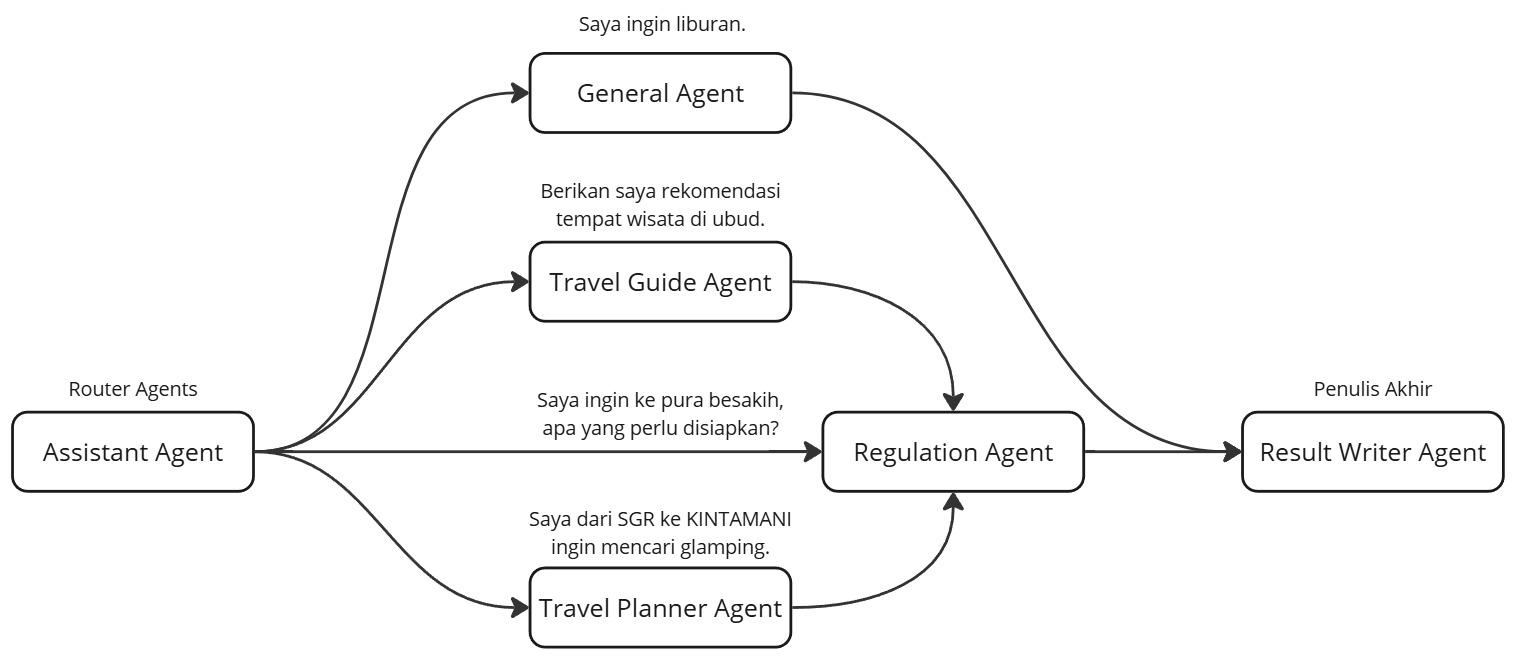 Saya ingin liburan.
General Agent
Berikan saya rekomendasi
tempat wisata di ubud.
Travel Guide Agent
Router Agents
Assistant Agent
Saya ingin ke pura besakih,
apa yang perlu disiapkan?
Regulation Agent
Penulis Akhir
Result Writer Agent
Saya dari SGR ke KINTAMANI
ingin mencari glamping.
Travel Planner Agent